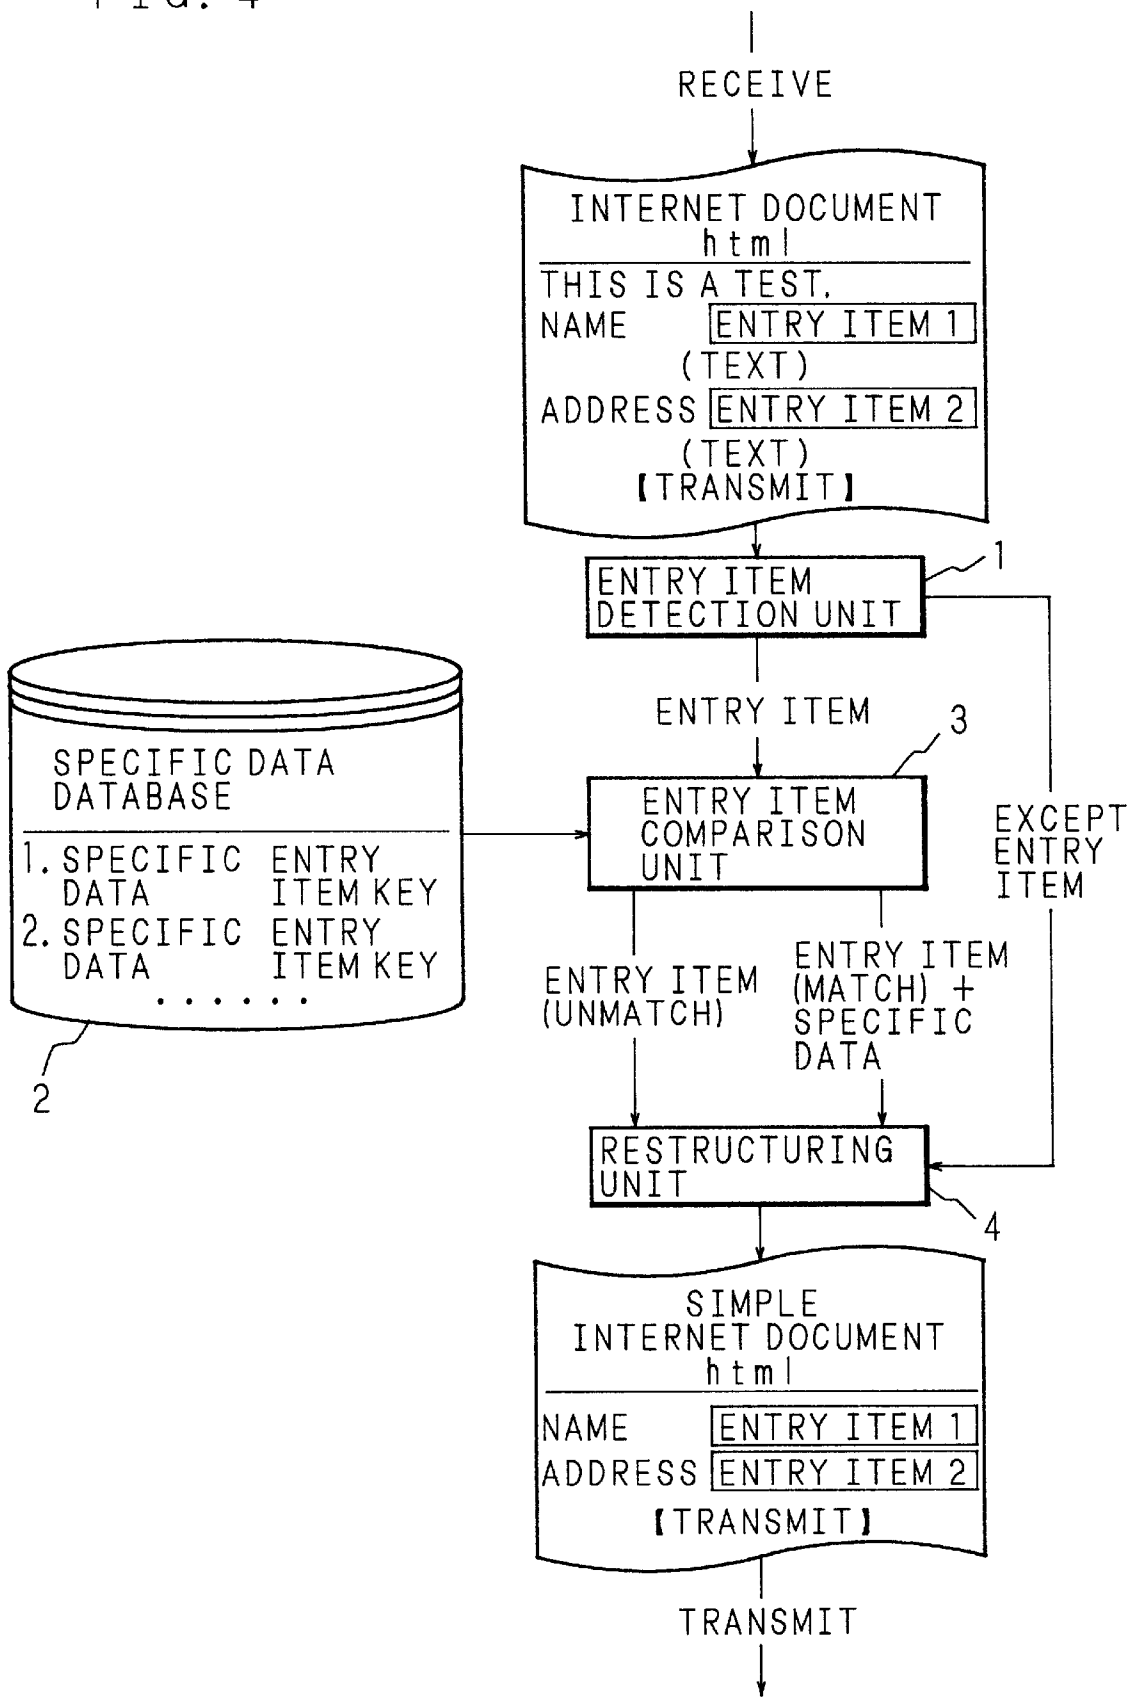 FIG. 4
RECEIVE
INTERNET DOCUMENT
html
THIS IS A TEST.
NAME ENTRY ITEM 1
(TEXT)
ADDRESS ENTRY ITEM 2
(TEXT)
【TRANSMIT】
1
ENTRY ITEM
DETECTION UNIT
ENTRY ITEM
3
SPECIFIC DATA
DATABASE
1. SPECIFIC ENTRY
DATA ITEM KEY
2. SPECIFIC ENTRY
DATA ITEM KEY
......
2
ENTRY ITEM
COMPARISON
UNIT
EXCEPT
ENTRY
ITEM
ENTRY ITEM
(UNMATCH)
ENTRY ITEM
(MATCH) +
SPECIFIC
DATA
RESTRUCTURING
UNIT
4
SIMPLE
INTERNET DOCUMENT
html
NAME ENTRY ITEM 1
ADDRESS ENTRY ITEM 2
【TRANSMIT】
TRANSMIT